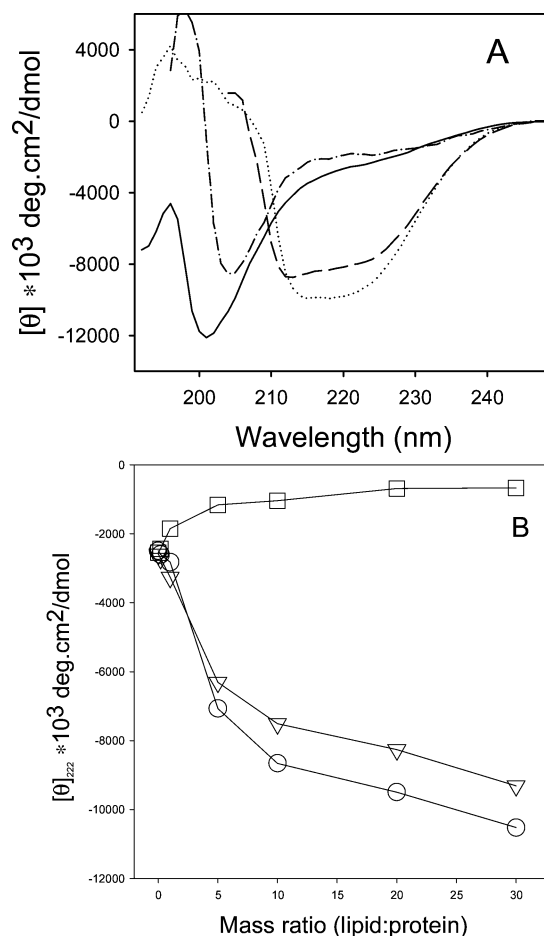 A
4000
0
-4000
-8000
-12000
[θ] *10³ deg.cm2/dmol
200 210 220 230 240
Wavelength (nm)
B
0
-2000
-4000
-6000
-8000
-10000
-12000
[θ]₂₂₂ *10³ deg.cm2/dmol
0 5 10 15 20 25 30
Mass ratio (lipid:protein)